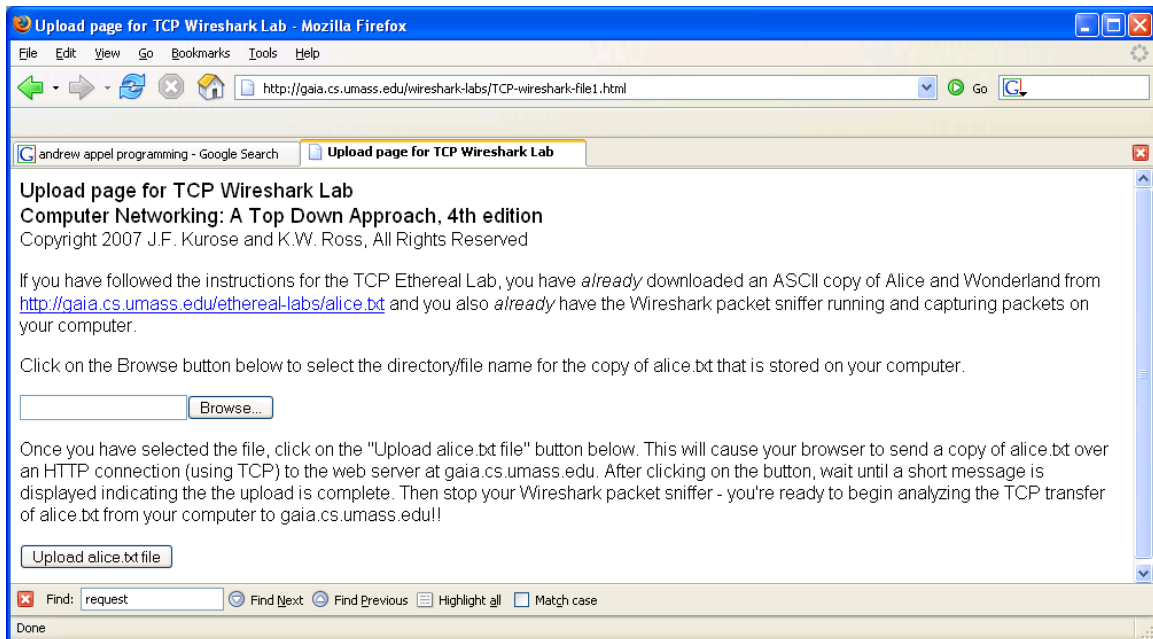 Upload page for TCP Wireshark Lab - Mozilla Firefox
File Edit View Go Bookmarks Tools Help
http://gaia.cs.umass.edu/wireshark-labs/TCP-wireshark-file1.html Go G
G andrew appel programming - Google Search Upload page for TCP Wireshark Lab
Upload page for TCP Wireshark Lab
Computer Networking: A Top Down Approach, 4th edition
Copyright 2007 J.F. Kurose and K.W. Ross, All Rights Reserved
If you have followed the instructions for the TCP Ethereal Lab, you have already downloaded an ASCII copy of Alice and Wonderland from
http://gaia.cs.umass.edu/ethereal-labs/alice.txt and you also already have the Wireshark packet sniffer running and capturing packets on
your computer.
Click on the Browse button below to select the directory/file name for the copy of alice.txt that is stored on your computer.
Browse...
Once you have selected the file, click on the "Upload alice.txt file" button below. This will cause your browser to send a copy of alice.txt over
an HTTP connection (using TCP) to the web server at gaia.cs.umass.edu. After clicking on the button, wait until a short message is
displayed indicating the the upload is complete. Then stop your Wireshark packet sniffer - you're ready to begin analyzing the TCP transfer
of alice.txt from your computer to gaia.cs.umass.edu!!
Upload alice.txt file
Find: request Find Next Find Previous Highlight all Match case
Done